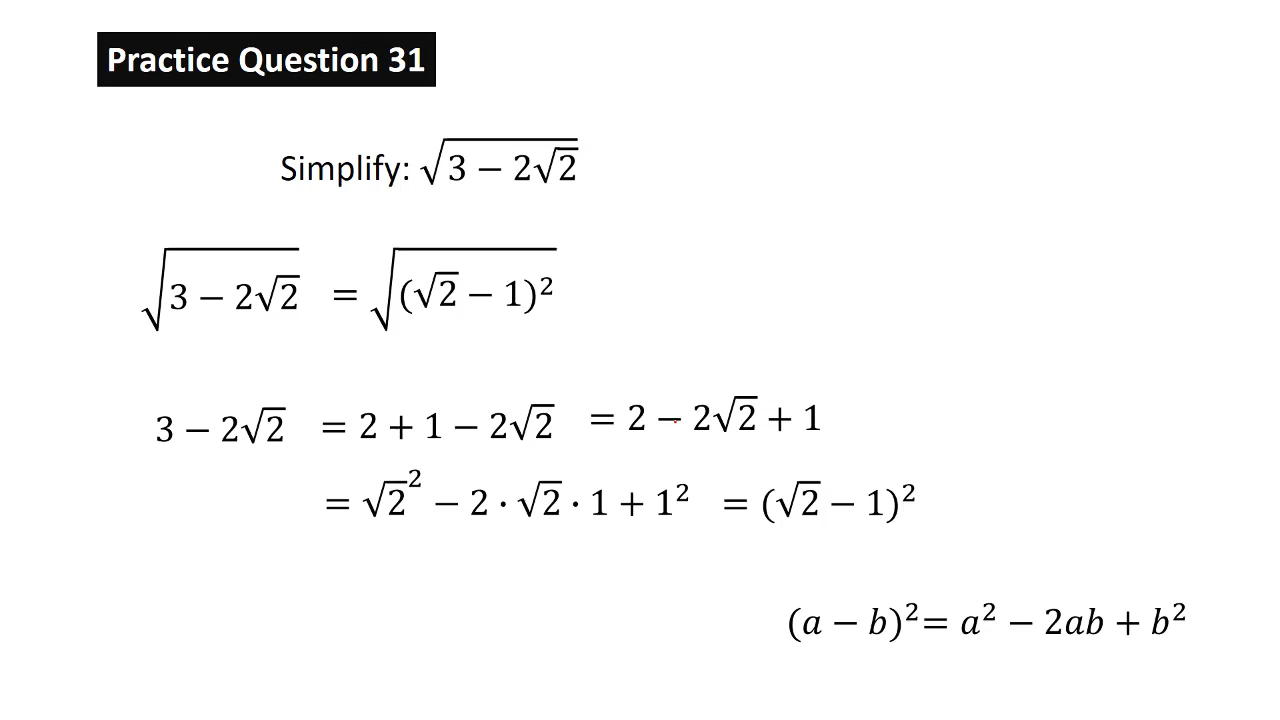 Practice Question 31
Simplify: √(3 − 2√2)
√(3 − 2√2) = √((√2 − 1)²)
3 − 2√2 = 2 + 1 − 2√2 = 2 − 2√2 + 1
= √2² − 2 · √2 · 1 + 1² = (√2 − 1)²
(a − b)² = a² − 2ab + b²